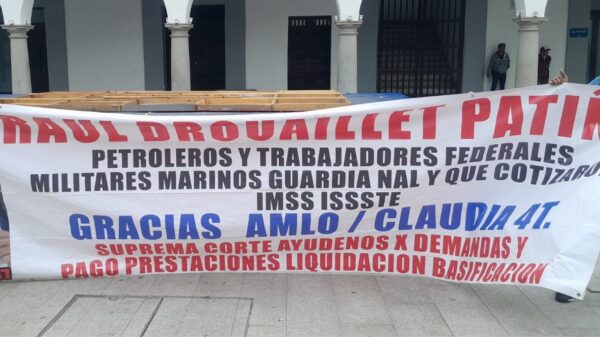 RAUL DROUAILLET PATIÑ
PETROLEROS Y TRABAJADORES FEDERALES
MILITARES MARINOS GUARDIA NAL Y QUE COTIZABO
IMSS ISSSTE
GRACIAS AMLO / CLAUDIA 4T.
SUPREMA CORTE AYUDENOS X DEMANDAS Y
PAGO PRESTACIONES LIQUIDACION BASIFICACION